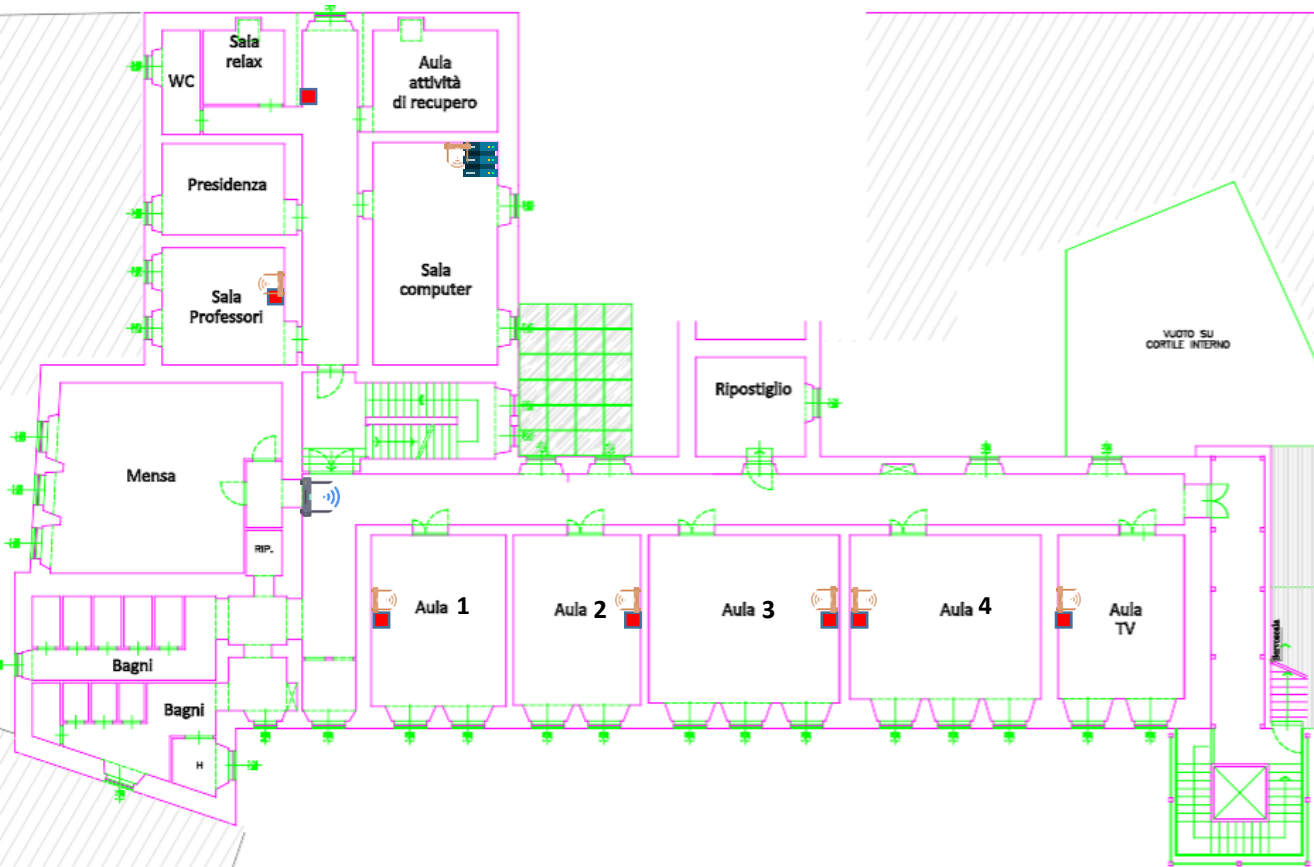 Sala
relax
WC
Aula
attività
di recupero
Presidenza
Sala
Professori
Sala
computer
VUOTO SU
CORTILE INTERNO
Ripostiglio
Mensa
RIP.
Aula 1
Aula 2
Aula 3
Aula 4
Aula
TV
Bagni
Bagni
H